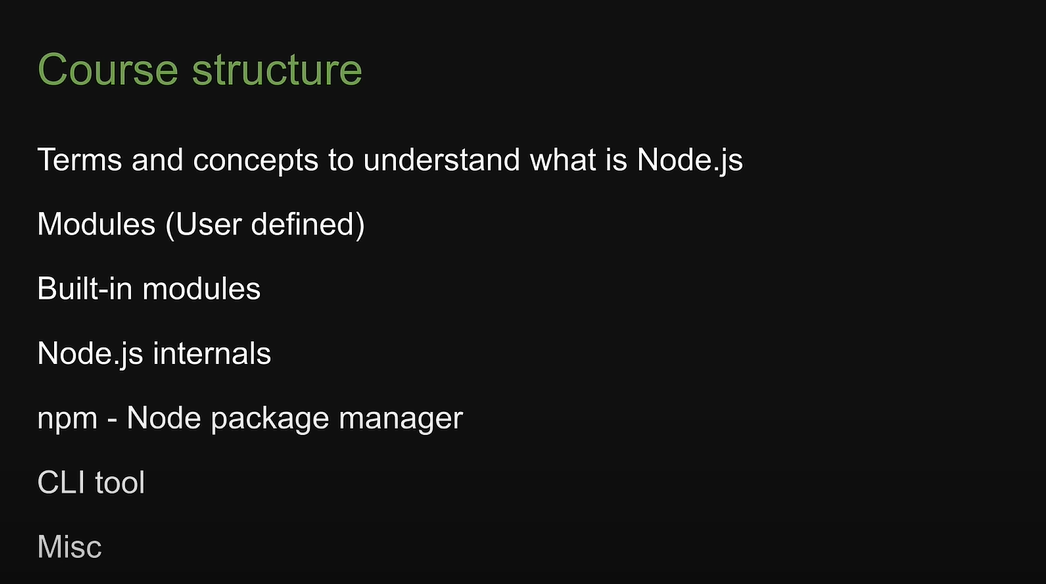 Course structure
Terms and concepts to understand what is Node.js
Modules (User defined)
Built-in modules
Node.js internals
npm - Node package manager
CLI tool
Misc